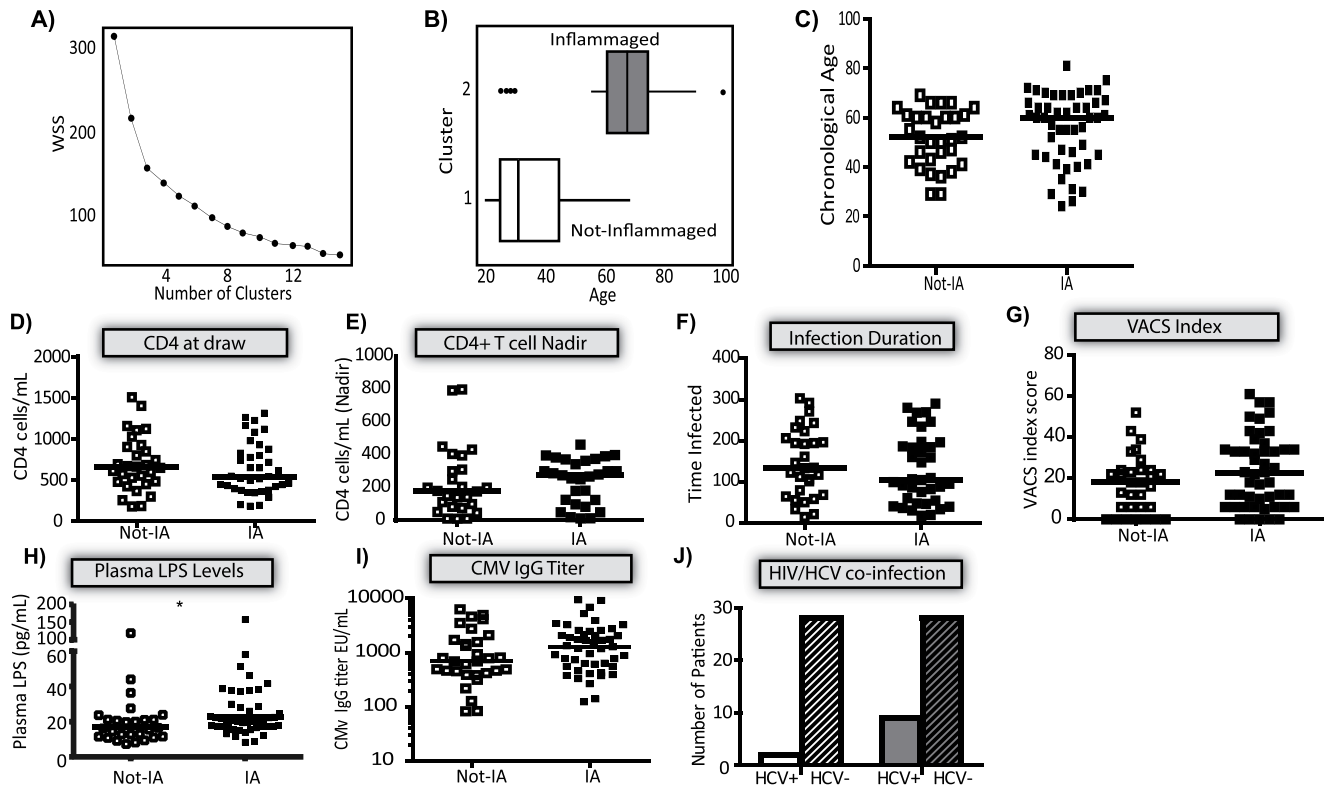 A)
300
200
100
wss
4
8
12
Number of Clusters
B)
Inflammaged
2
Cluster
1
Not-Inflammaged
20
40
60
80
100
Age
C)
100
80
60
40
20
0
Chronological Age
Not-IA
IA
D)
CD4 at draw
2000
1500
1000
500
0
CD4 cells/mL
Not-IA
IA
E)
CD4+ T cell Nadir
1000
800
600
400
200
0
CD4 cells/mL (Nadir)
Not-IA
IA
F)
Infection Duration
400
300
200
100
0
Time Infected
Not-IA
IA
G)
VACS Index
80
60
40
20
0
VACS index score
Not-IA
IA
H)
Plasma LPS Levels
*
200
150
100
60
40
20
0
Plasma LPS (pg/mL)
Not-IA
IA
I)
CMV IgG Titer
10000
1000
100
10
CMv IgG titer EU/mL
Not-IA
IA
J)
HIV/HCV co-infection
30
20
10
0
Number of Patients
HCV+
HCV-
HCV+
HCV-